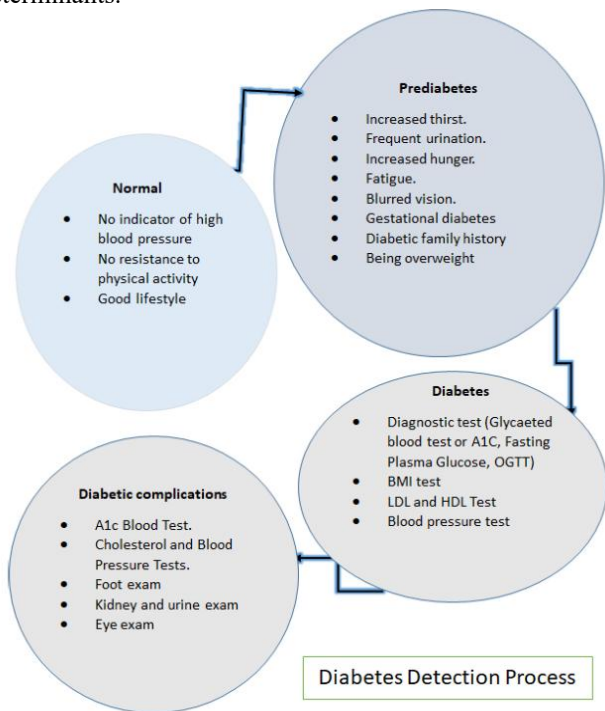 Normal
• No indicator of high
blood pressure
• No resistance to
physical activity
• Good lifestyle
Prediabetes
• Increased thirst.
• Frequent urination.
• Increased hunger.
• Fatigue.
• Blurred vision.
• Gestational diabetes
• Diabetic family history
• Being overweight
Diabetes
• Diagnostic test (Glycaeted
blood test or A1C, Fasting
Plasma Glucose, OGTT)
• BMI test
• LDL and HDL Test
• Blood pressure test
Diabetic complications
• A1c Blood Test.
• Cholesterol and Blood
Pressure Tests.
• Foot exam
• Kidney and urine exam
• Eye exam
Diabetes Detection Process